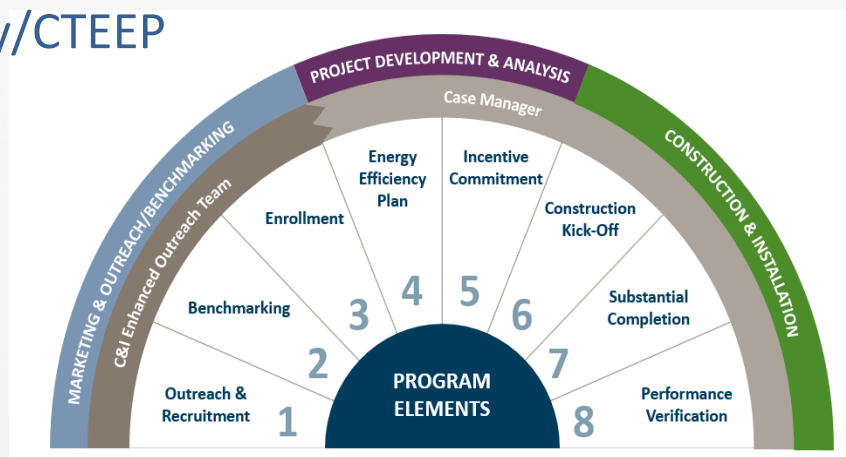 /CTEEP
PROJECT DEVELOPMENT & ANALYSIS
MARKETING & OUTREACH/BENCHMARKING
CONSTRUCTION & INSTALLATION
C&I Enhanced Outreach Team
Case Manager
Outreach &
Recruitment
1
Benchmarking
2
Enrollment
3
Energy
Efficiency
Plan
4
Incentive
Commitment
5
Construction
Kick-Off
6
Substantial
Completion
7
Performance
Verification
8
PROGRAM
ELEMENTS